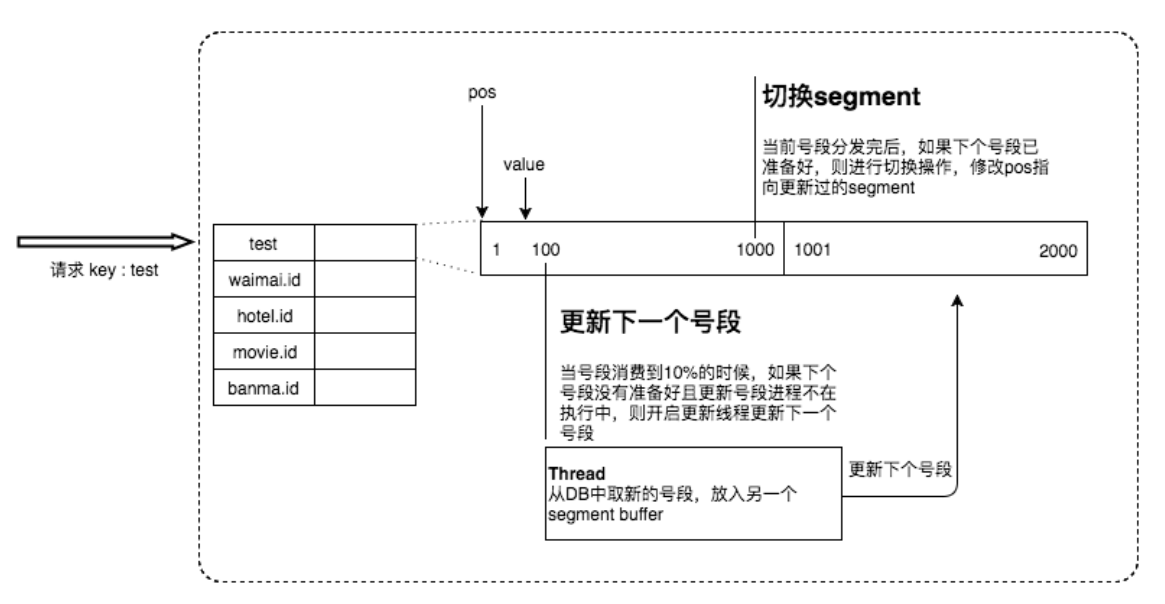 pos
切换segment
当前号段分发完后，如果下个号段已
准备好，则进行切换操作，修改pos指
向更新过的segment
value
请求 key : test
test
waimai.id
hotel.id
movie.id
banma.id
1 100 1000 1001 2000
更新下一个号段
当号段消费到10%的时候，如果下个
号段没有准备好且更新号段进程不在
执行中，则开启更新线程更新下一个
号段
Thread
从DB中取新的号段，放入另一个
segment buffer
更新下个号段